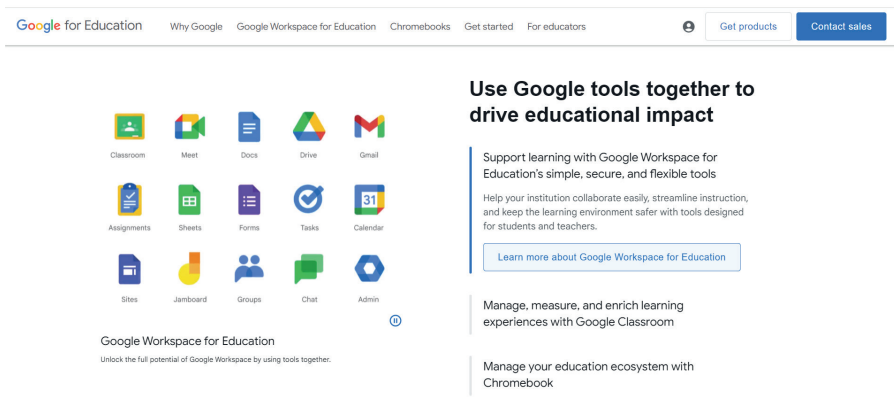 Google for Education Why Google Google Workspace for Education Chromebooks Get started For educators Get products Contact sales
Classroom Meet Docs Drive Gmail
31
Assignments Sheets Forms Tasks Calendar
Sites Jamboard Groups Chat Admin
Google Workspace for Education
Unlock the full potential of Google Workspace by using tools together.
Use Google tools together to
drive educational impact
Support learning with Google Workspace for
Education's simple, secure, and flexible tools
Help your institution collaborate easily, streamline instruction,
and keep the learning environment safer with tools designed
for students and teachers.
Learn more about Google Workspace for Education
Manage, measure, and enrich learning
experiences with Google Classroom
Manage your education ecosystem with
Chromebook